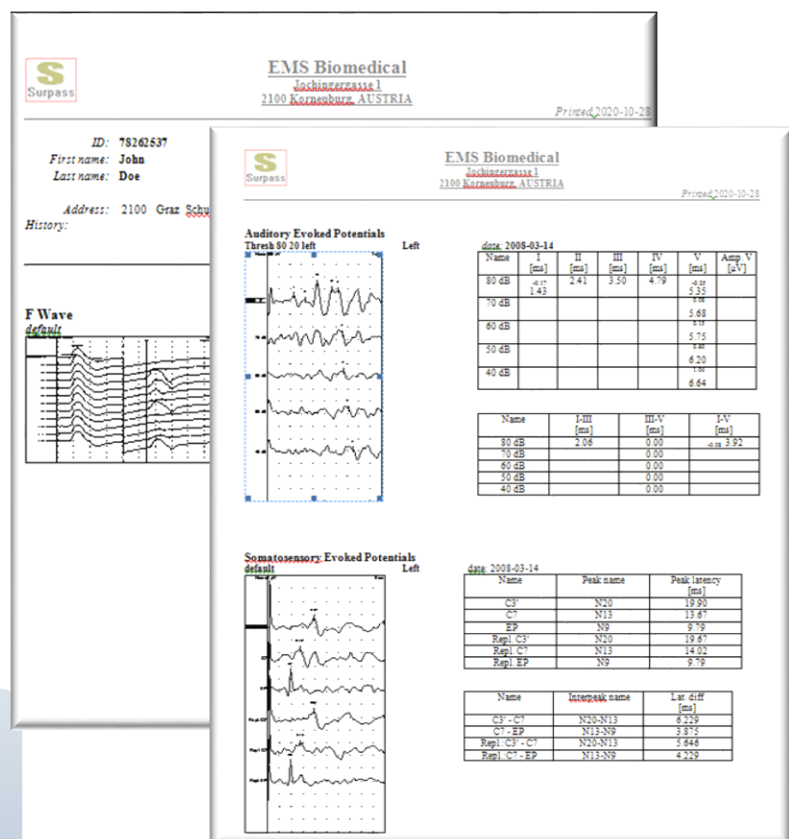 S
Surpass
EMS Biomedical
Jochingergasse 1
2100 Korneuburg, AUSTRIA
Printed 2020-10-28
ID: 78262537
First name: John
Last name: Doe
Address: 2100 Graz Schu
History:
F Wave
default
S
Surpass
EMS Biomedical
Jochingergasse 1
2100 Korneuburg, AUSTRIA
Printed 2020-10-28
Auditory Evoked Potentials
Thresh 80 20 left Left
date: 2008-03-14
Name I II III IV V Amp. V
[ms] [ms] [ms] [ms] [ms] [µV]
80 dB -0.17 2.41 3.50 4.79
1.43 5.35
70 dB
5.68
60 dB
5.75
50 dB
6.20
40 dB
6.64
Name I-III III-V I-V
[ms] [ms] [ms]
80 dB 2.06 0.00 3.92
70 dB 0.00
60 dB 0.00
50 dB 0.00
40 dB 0.00
Somatosensory Evoked Potentials
default Left
date: 2008-03-14
Name Peak name Peak latency
[ms]
C3' N20 19.90
C7 N13 13.67
EP N9 9.79
Repl. C3' N20 19.67
Repl. C7 N13 14.02
Repl. EP N9 9.79
Name Interpeak name Lat. diff
[ms]
C3' - C7 N20-N13 6.229
C7 - EP N13-N9 3.875
Repl. C3' - C7 N20-N13 5.646
Repl. C7 - EP N13-N9 4.229